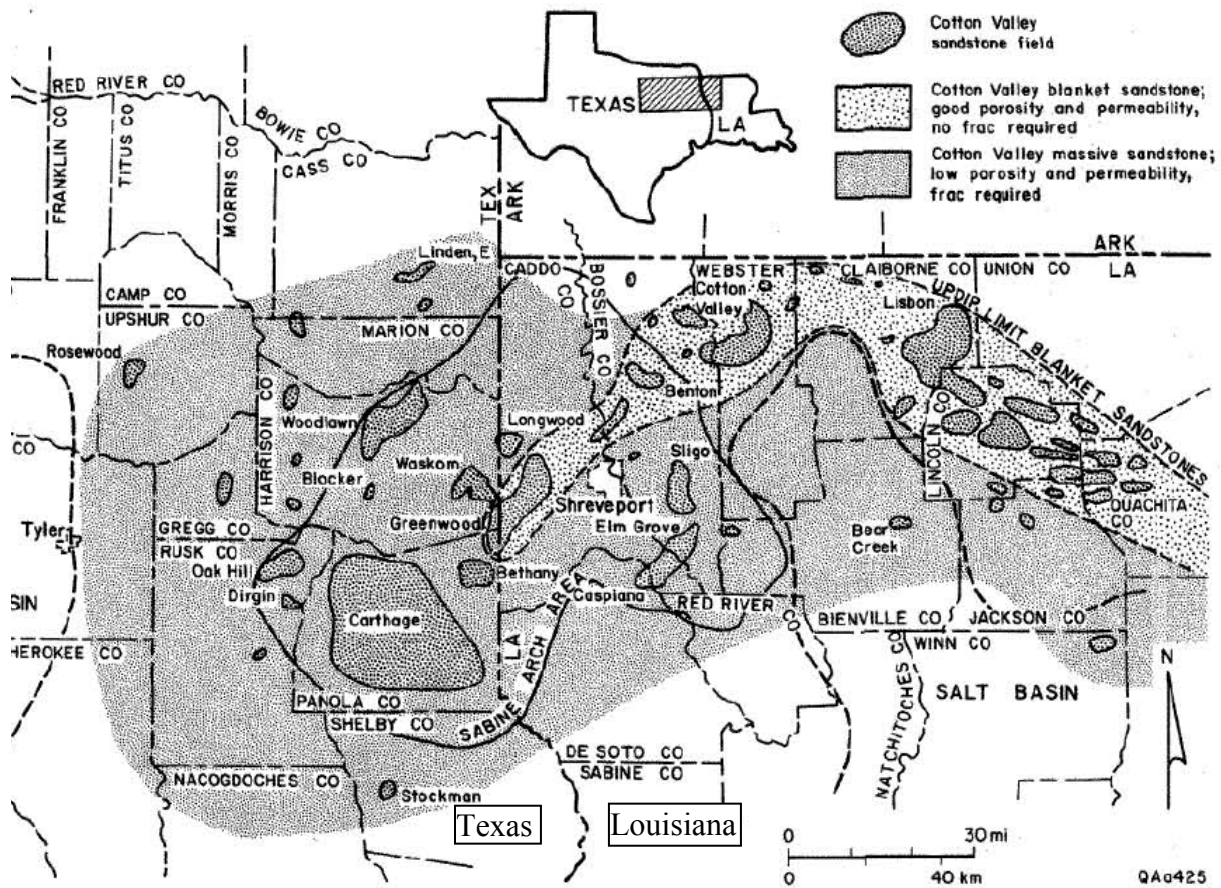 Cotton Valley
sandstone field
Cotton Valley blanket sandstone;
good porosity and permeability,
no frac required
Cotton Valley massive sandstone;
low porosity and permeability,
frac required
TEXAS
LA
RED RIVER CO
BOWIE CO
CASS CO
FRANKLIN CO
TITUS CO
MORRIS CO
TEX
ARK
ARK
LA
Linden, E
CADDO
CO
BOSSIER CO
WEBSTER
Cotton
Valley
CLAIBORNE CO
UNION CO
Lisbon
UPDIP LIMIT BLANKET SANDSTONES
CAMP CO
UPSHUR CO
MARION CO
Rosewood
Benton
Woodlawn
Longwood
HARRISON CO
LINCOLN CO
CO
Blocker
Waskom
Sligo
Shreveport
OUACHITA
CO
Greenwood
GREGG CO
Elm Grove
Bear
Creek
Tyler
RUSK CO
Oak Hill
Bethany
Dirgin
Caspiana
RED RIVER
CO
SIN
Carthage
BIENVILLE CO
JACKSON CO
HEROKEE CO
LA
WINN CO
N
SABINE ARCH AREA
PANOLA CO
SHELBY CO
SALT BASIN
NATCHITOCHES CO
DE SOTO CO
SABINE CO
NACOGDOCHES CO
Stockman
Texas
Louisiana
0
30 mi
0
40 km
QAa425